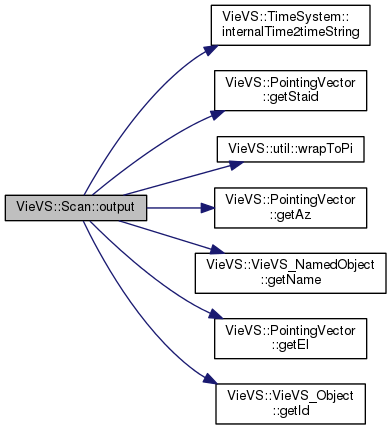 VieVS::TimeSystem::
internalTime2timeString
VieVS::PointingVector
::getStaid
VieVS::util::wrapToPi
VieVS::Scan::output
VieVS::PointingVector
::getAz
VieVS::VieVS_NamedObject
::getName
VieVS::PointingVector
::getEl
VieVS::VieVS_Object
::getId